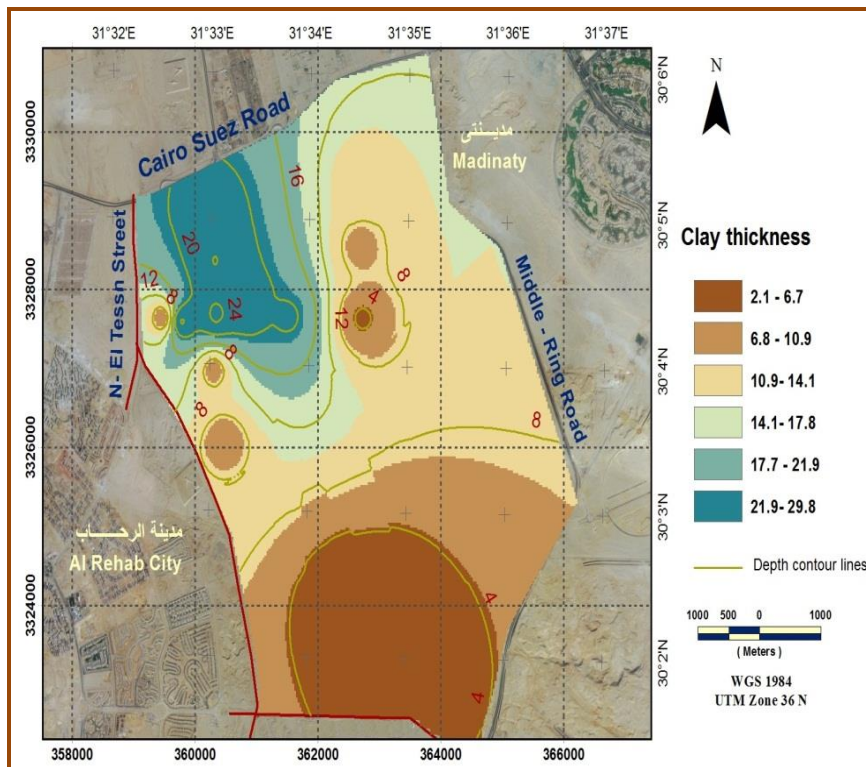 31°32'E 31°33'E 31°34'E 31°35'E 31°36'E 31°37'E
30°6'N
30°5'N
30°4'N
30°3'N
30°2'N
3330000
3328000
3326000
3324000
358000 360000 362000 364000 366000
Cairo Suez Road
N- El Tessn Street
Middle - Ring Road
مديـــنتى
Madinaty
مدينة الرحـــــاب
Al Rehab City
16
20
12
8
24
8
8
8
4
12
8
4
4
N
Clay thickness
2.1 - 6.7
6.8 - 10.9
10.9 - 14.1
14.1 - 17.8
17.7 - 21.9
21.9 - 29.8
Depth contour lines
1000 500 0 1000
( Meters )
WGS 1984
UTM Zone 36 N